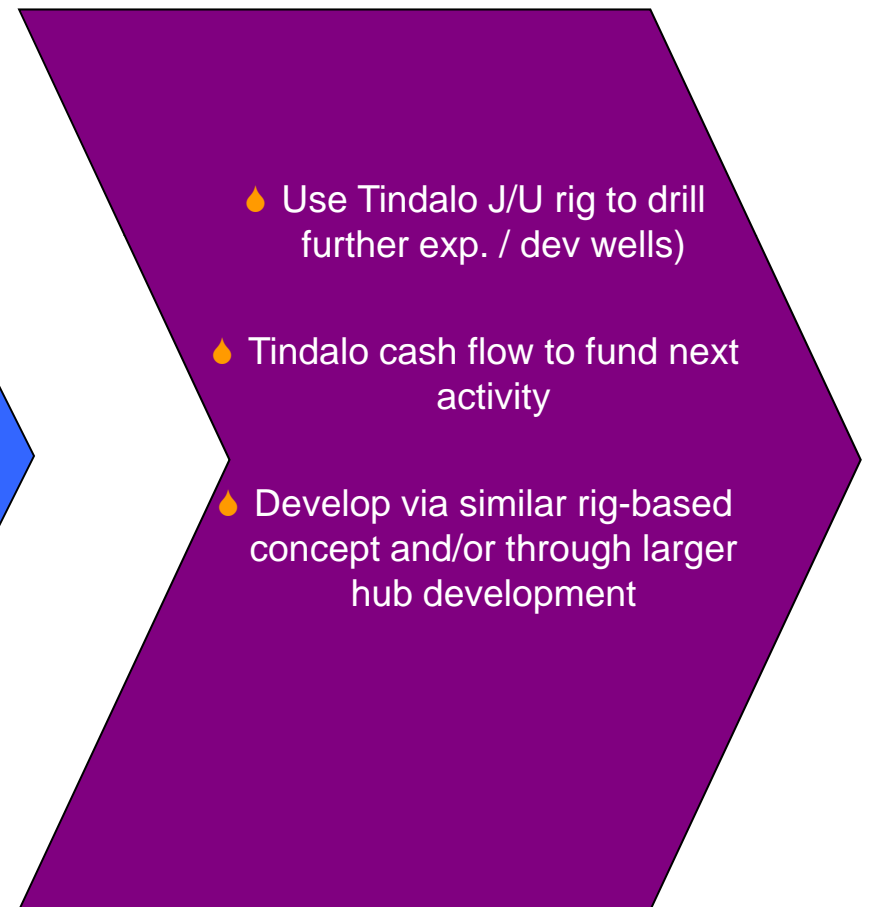 Use Tindalo J/U rig to drill
further exp. / dev wells)
Tindalo cash flow to fund next
activity
Develop via similar rig-based
concept and/or through larger
hub development